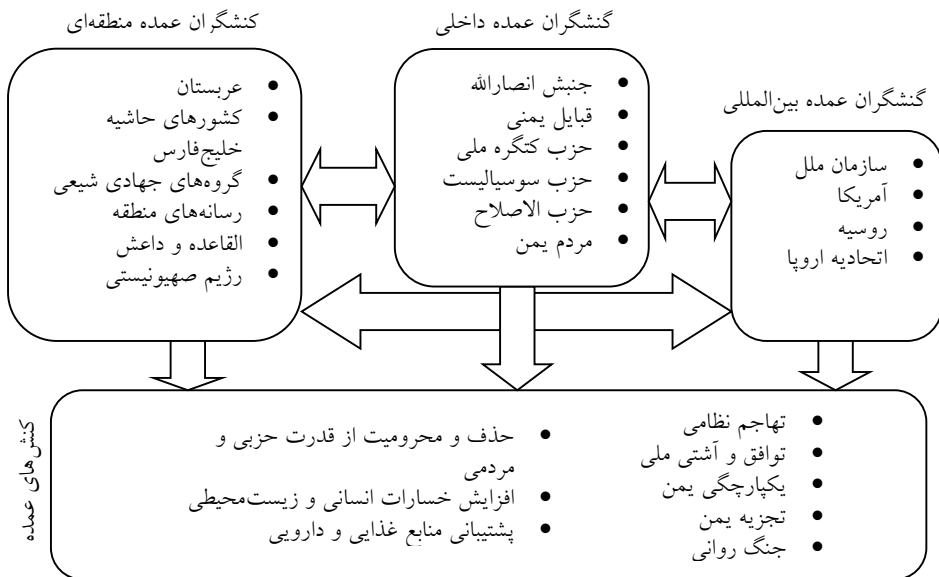 گنشگران عمده داخلی
کنشگران عمده منطقه‌ای
گنشگران عمده بین‌المللی
سازمان ملل
آمریکا
روسیه
اتحادیه اروپا
جنبش انصارالله
قبایل یمنی
حزب کتگره ملی
حزب سوسیالیست
حزب الاصلاح
مردم یمن
عربستان
کشورهای حاشیه
خلیج‌فارس
گروه‌های جهادی شیعی
رسانه‌های منطقه
القاعده و داعش
رژیم صهیونیستی
تهاجم نظامی
توافق و آشتی ملی
یکپارچگی یمن
تجزیه یمن
جنگ روانی
حذف و محرومیت از قدرت حزبی و
مردمی
افزایش خسارات انسانی و زیست‌محیطی
پشتیبانی منابع غذایی و دارویی
کنش‌های عمده